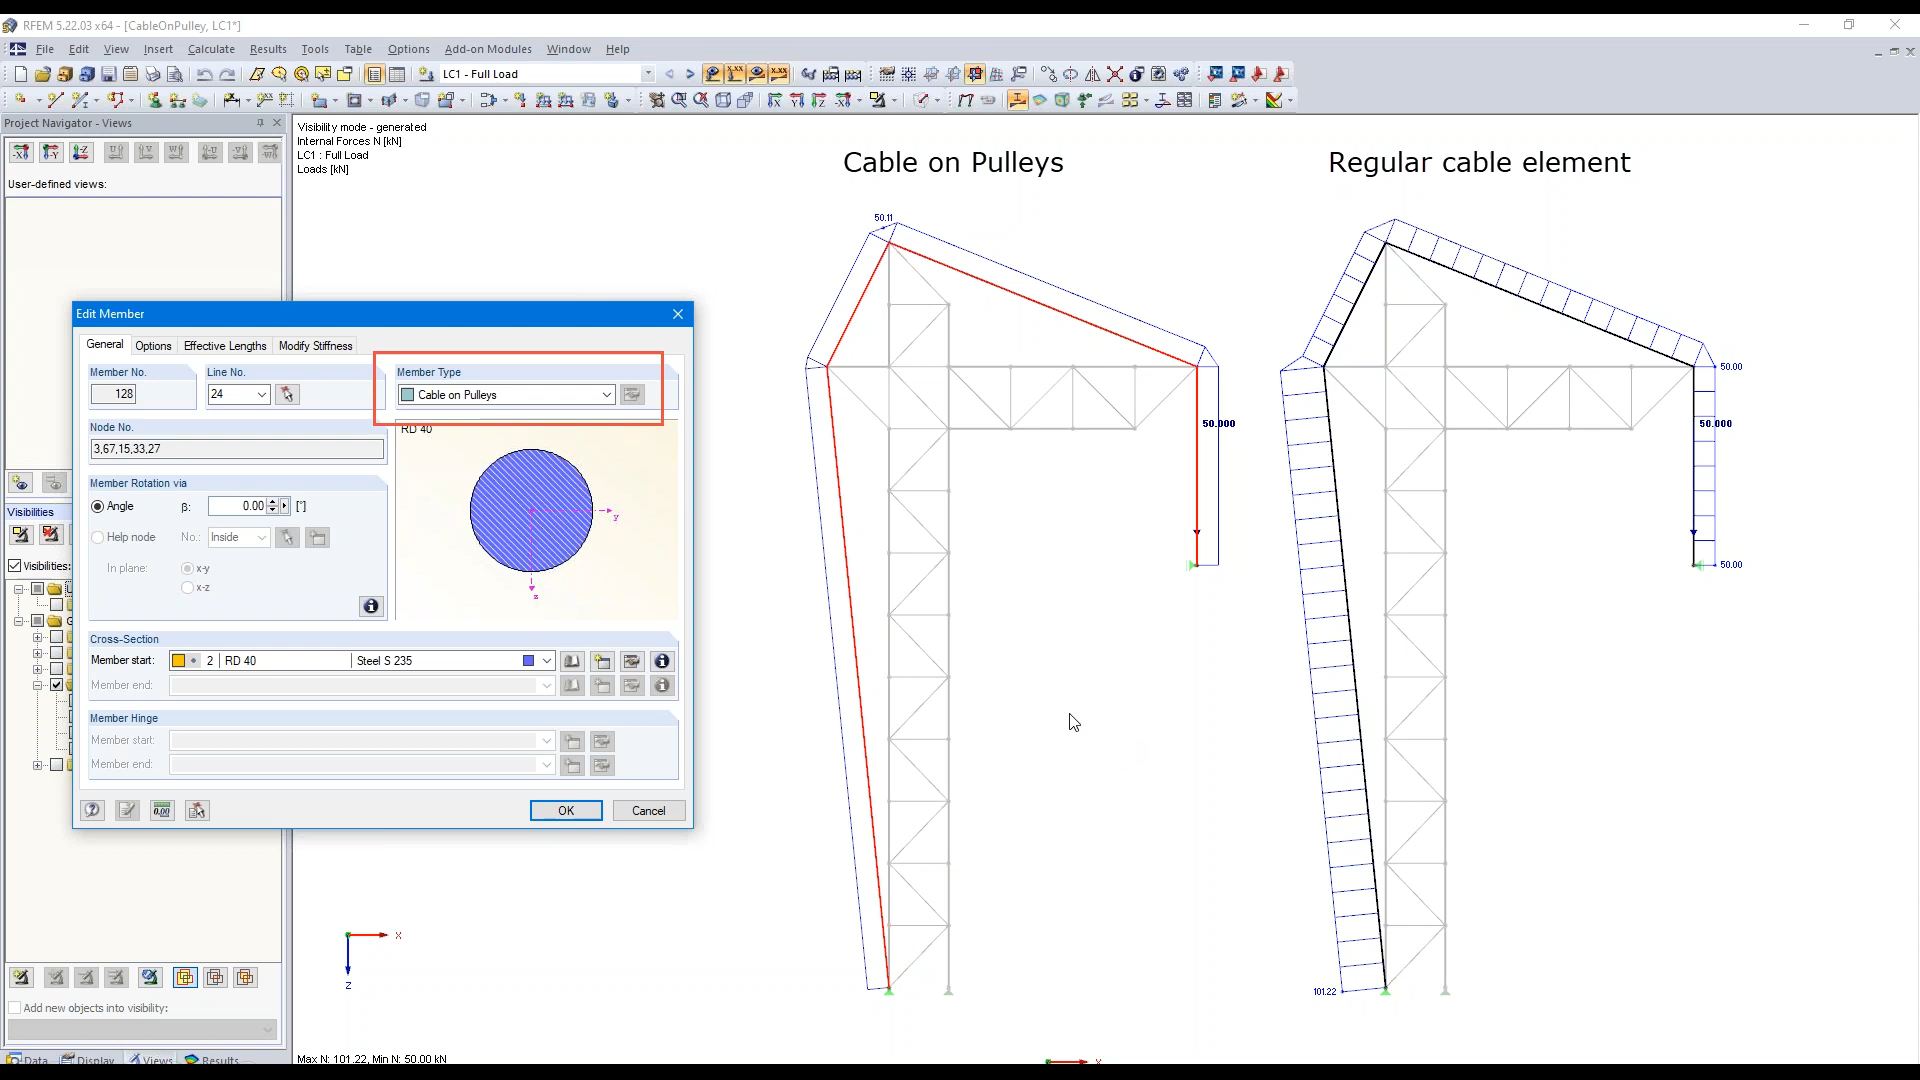 RFEM 5.22.03 x64 - [CableOnPulley, LC1*]
File Edit View Insert Calculate Results Tools Table Options Add-on Modules Window Help
LC1 - Full Load
Project Navigator - Views
User-defined views:
Visibilities
Visibilities:
Add new objects into visibility:
Data Display Views Results
Visibility mode - generated
Internal Forces N [kN]
LC1 : Full Load
Loads [kN]
Cable on Pulleys
Regular cable element
50.11
50.000
50.00
50.000
50.00
101.22
X
Z
X
Max N: 101.22, Min N: 50.00 kN
Edit Member
General Options Effective Lengths Modify Stiffness
Member No.
128
Line No.
24
Member Type
Cable on Pulleys
Node No.
3,67,15,33,27
RD 40
y
z
Member Rotation via
Angle β: 0.00 [°]
Help node No.: Inside
In plane: x-y
x-z
Cross-Section
Member start: 2 RD 40 Steel S 235
Member end:
Member Hinge
Member start:
Member end:
OK Cancel